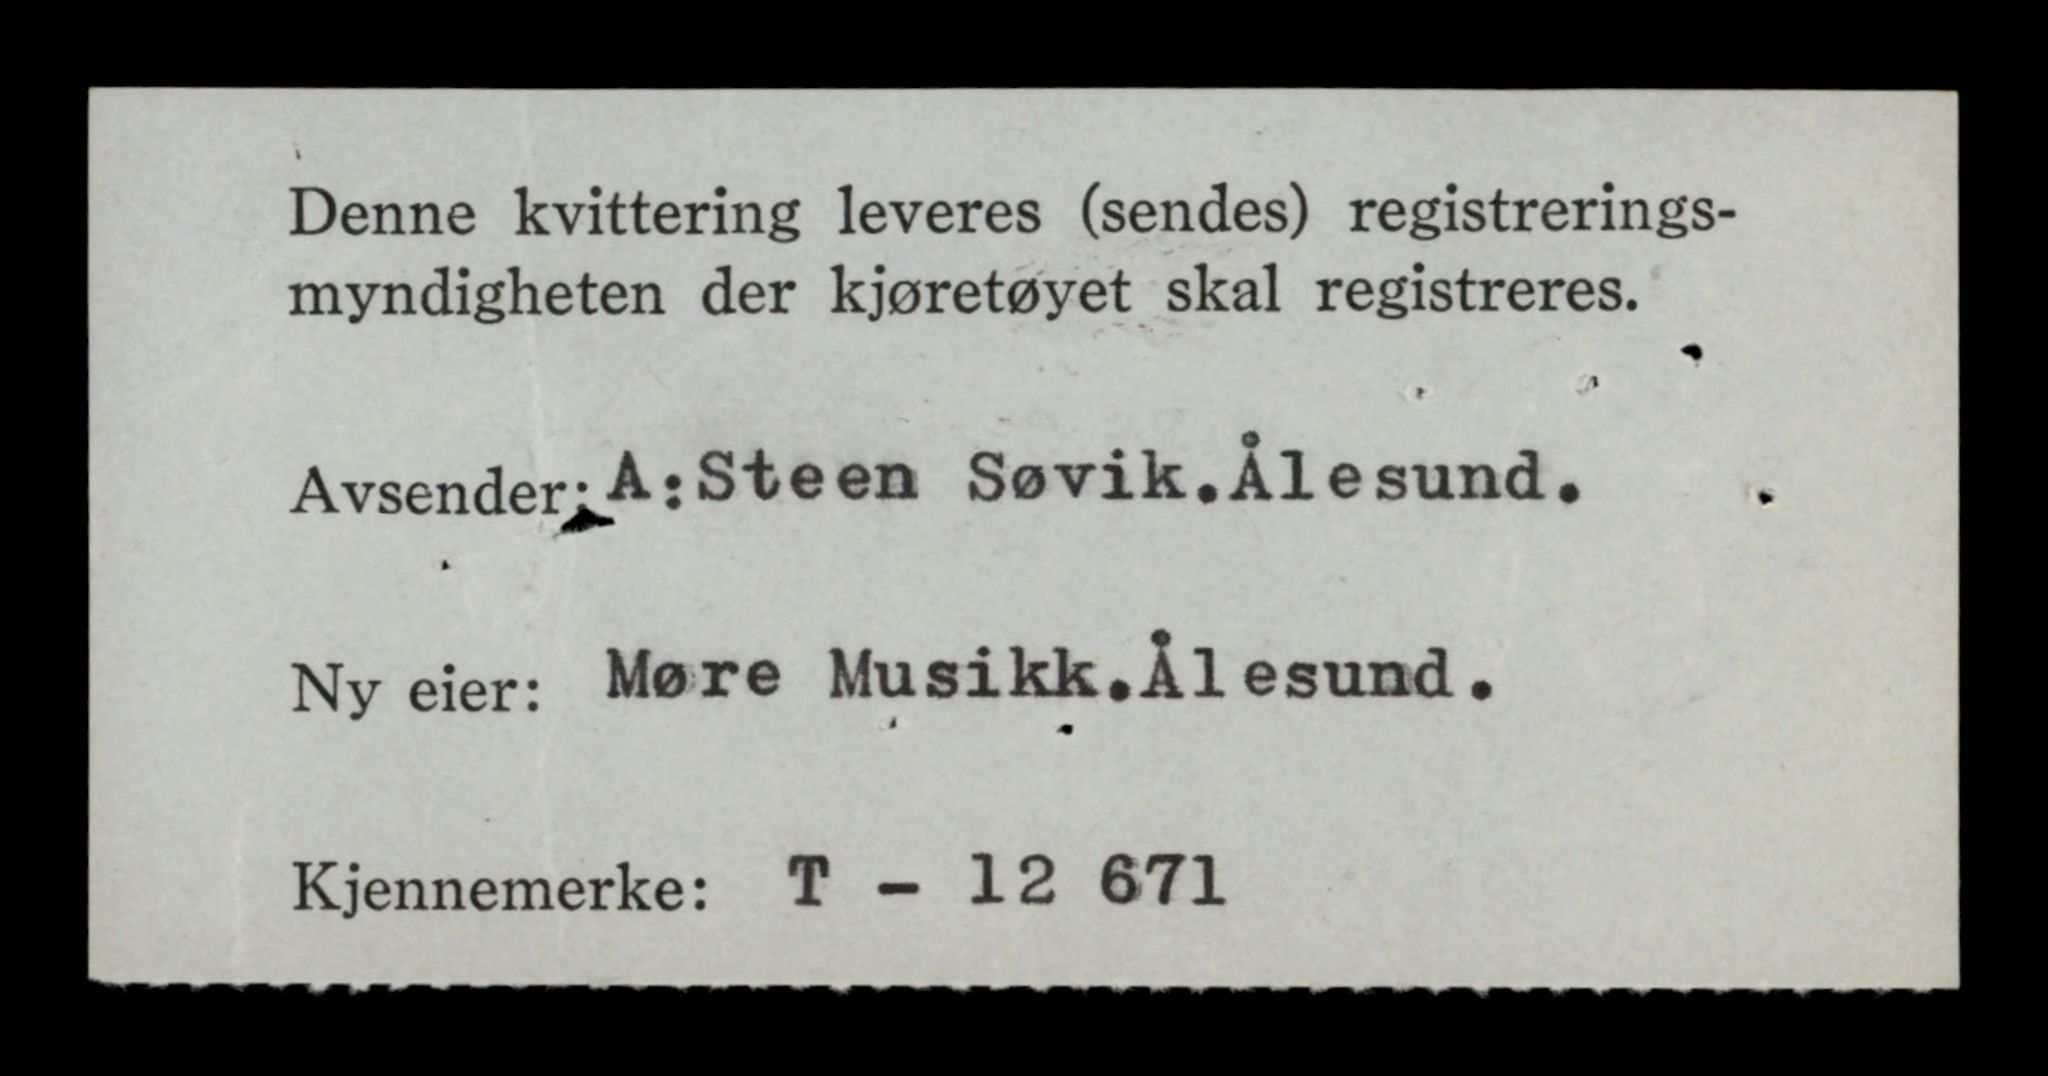 Denne kvittering leveres (sendes) registrerings-
myndigheten der kjøretøyet skal registreres.
Avsender: A:Steen Søvik.Ålesund.
Ny eier: Møre Musikk.Ålesund.
Kjennemerke: T - 12 671